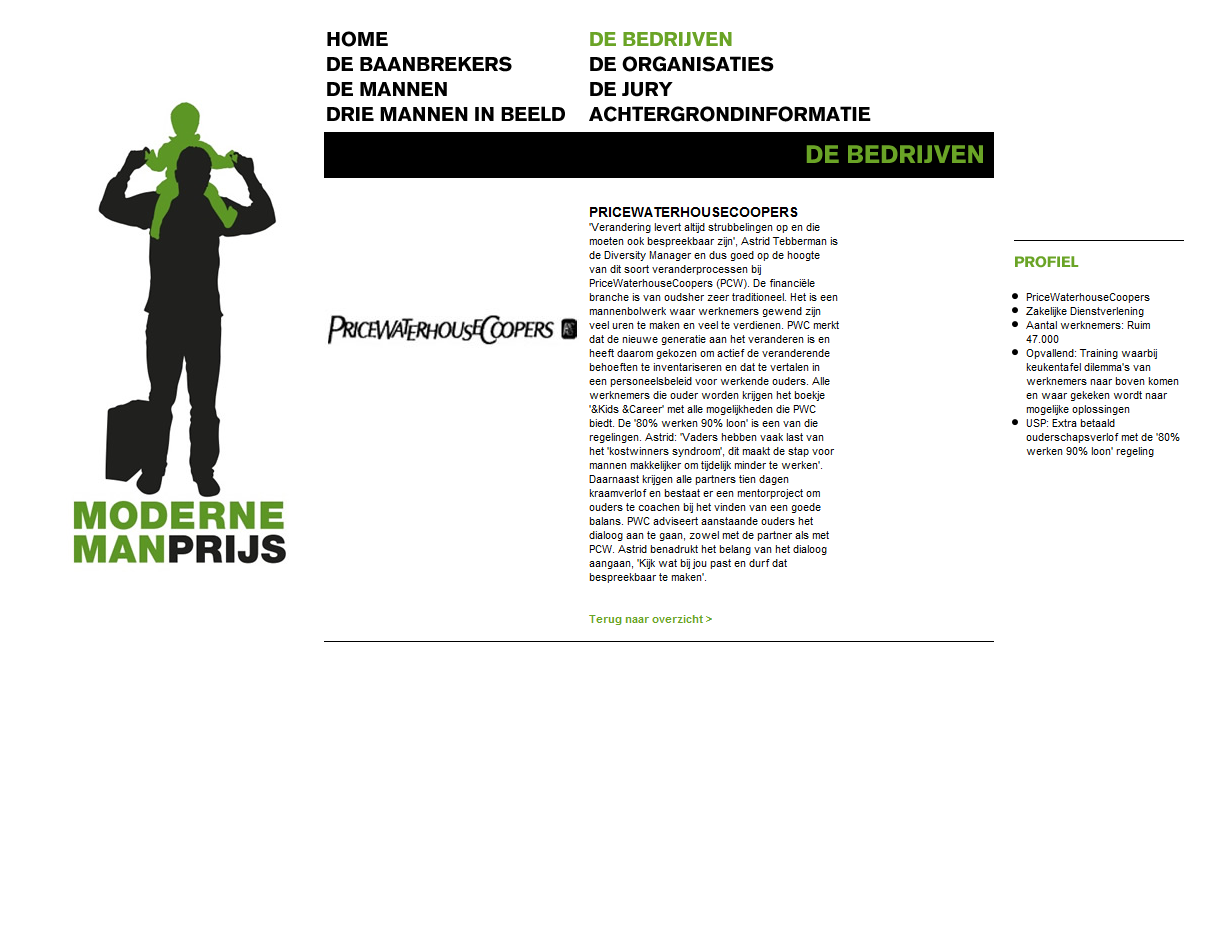 HOME
DE BAANBREKERS
DE MANNEN
DRIE MANNEN IN BEELD
DE BEDRIJVEN
DE ORGANISATIES
DE JURY
ACHTERGRONDINFORMATIE
DE BEDRIJVEN
MODERNE
MANPRIJS
PRICEWATERHOUSECOOPERS
PRICEWATERHOUSECOOPERS
'Verandering levert altijd strubbelingen op en die
moeten ook bespreekbaar zijn', Astrid Tebberman is
de Diversity Manager en dus goed op de hoogte
van dit soort veranderprocessen bij
PriceWaterhouseCoopers (PCW). De financiële
branche is van oudsher zeer traditioneel. Het is een
mannenbolwerk waar werknemers gewend zijn
veel uren te maken en veel te verdienen. PWC merkt
dat de nieuwe generatie aan het veranderen is en
heeft daarom gekozen om actief de veranderende
behoeften te inventariseren en dat te vertalen in
een personeelsbeleid voor werkende ouders. Alle
werknemers die ouder worden krijgen het boekje
'&Kids &Career' met alle mogelijkheden die PWC
biedt. De '80% werken 90% loon' is een van die
regelingen. Astrid: 'Vaders hebben vaak last van
het 'kostwinners syndroom', dit maakt de stap voor
mannen makkelijker om tijdelijk minder te werken'.
Daarnaast krijgen alle partners tien dagen
kraamverlof en bestaat er een mentorproject om
ouders te coachen bij het vinden van een goede
balans. PWC adviseert aanstaande ouders het
dialoog aan te gaan, zowel met de partner als met
PCW. Astrid benadrukt het belang van het dialoog
aangaan, 'Kijk wat bij jou past en durf dat
bespreekbaar te maken'.
Terug naar overzicht >
PROFIEL
PriceWaterhouseCoopers
Zakelijke Dienstverlening
Aantal werknemers: Ruim
47.000
Opvallend: Training waarbij
keukentafel dilemma's van
werknemers naar boven komen
en waar gekeken wordt naar
mogelijke oplossingen
USP: Extra betaald
ouderschapsverlof met de '80%
werken 90% loon' regeling